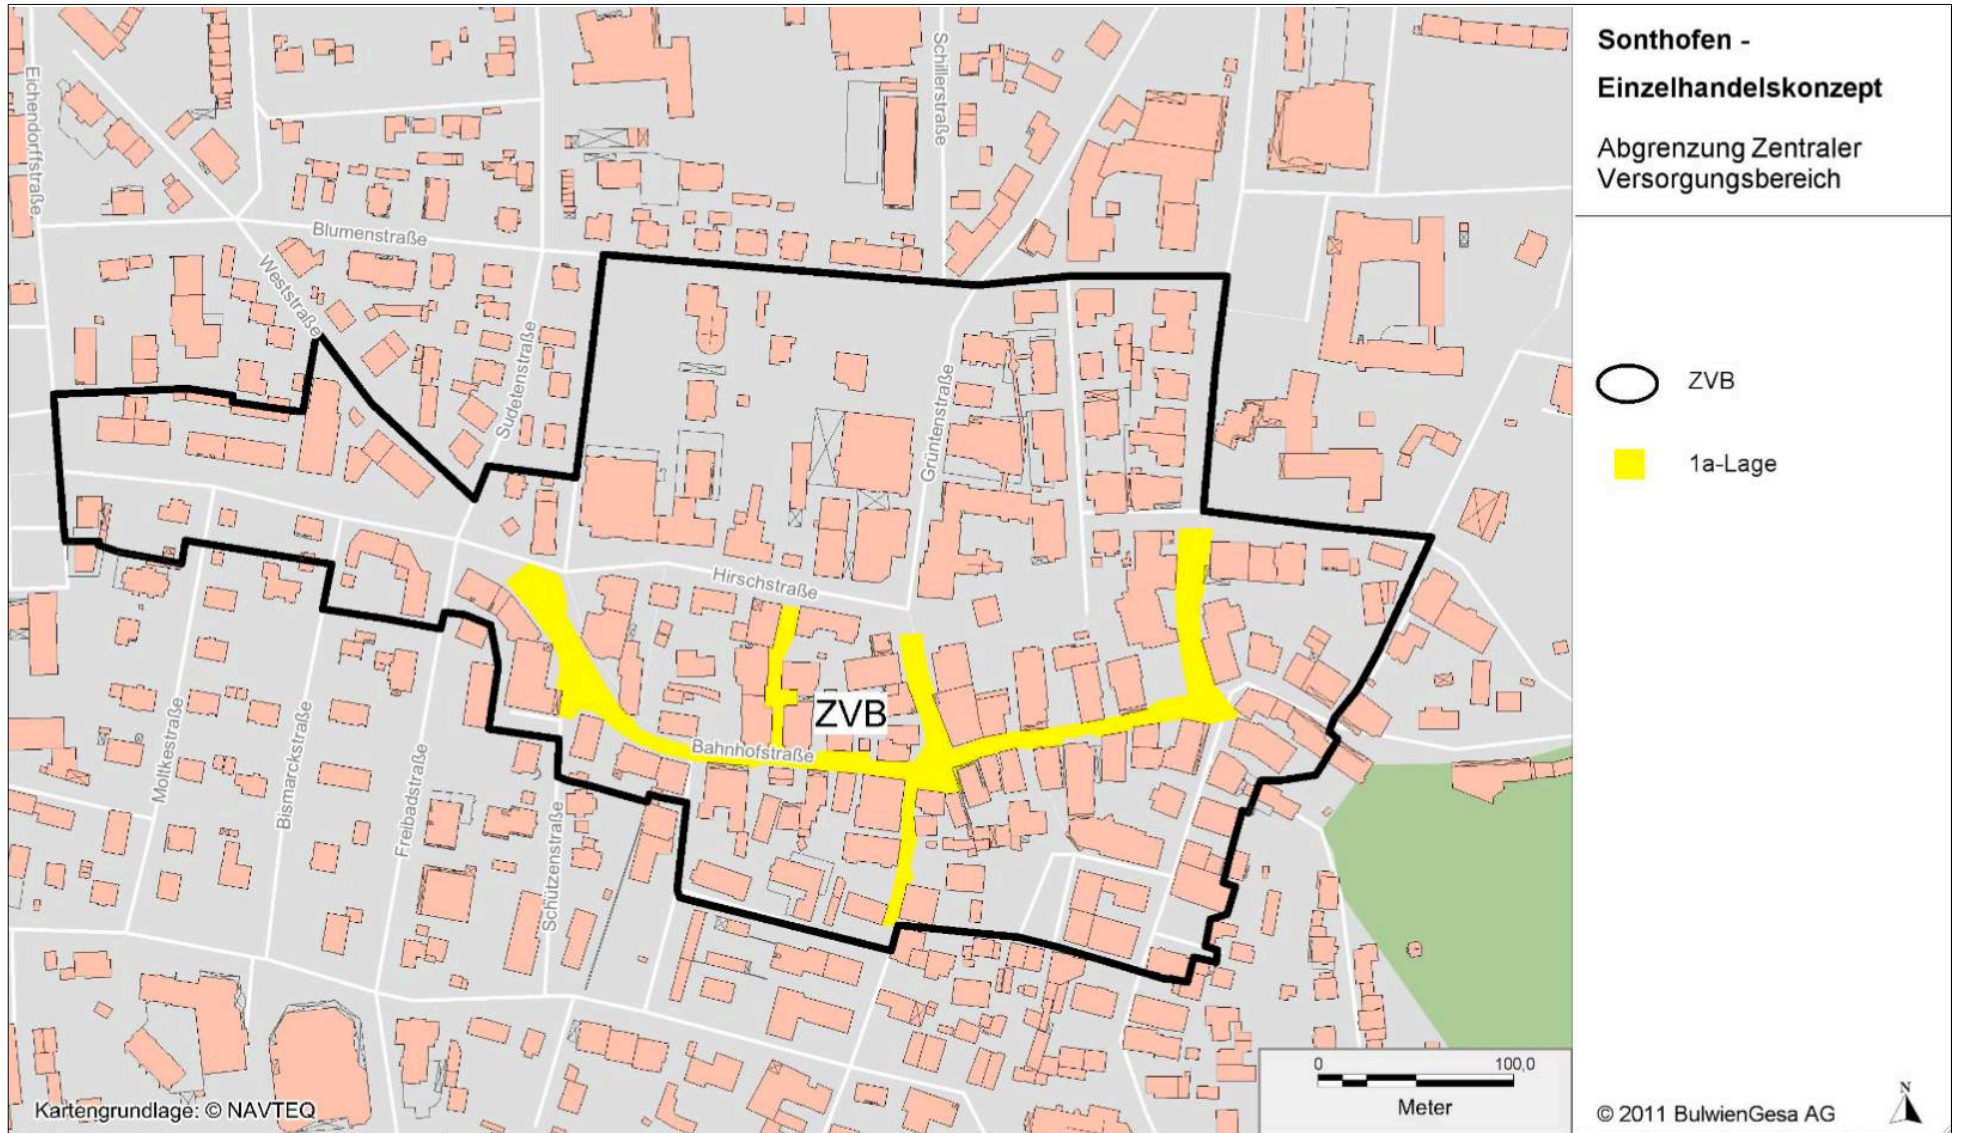 Sonthofen -
Einzelhandelskonzept
Abgrenzung Zentraler
Versorgungsbereich
ZVB
1a-Lage
Eichendorffstraße
Schillerstraße
Blumenstraße
Weststraße
Sudetenstraße
Grüntenstraße
Hirschstraße
ZVB
Bahnhofstraße
Moltkestraße
Bismarckstraße
Freibadstraße
Schützenstraße
0 100,0
Meter
Kartengrundlage: © NAVTEQ
© 2011 BulwienGesa AG
N